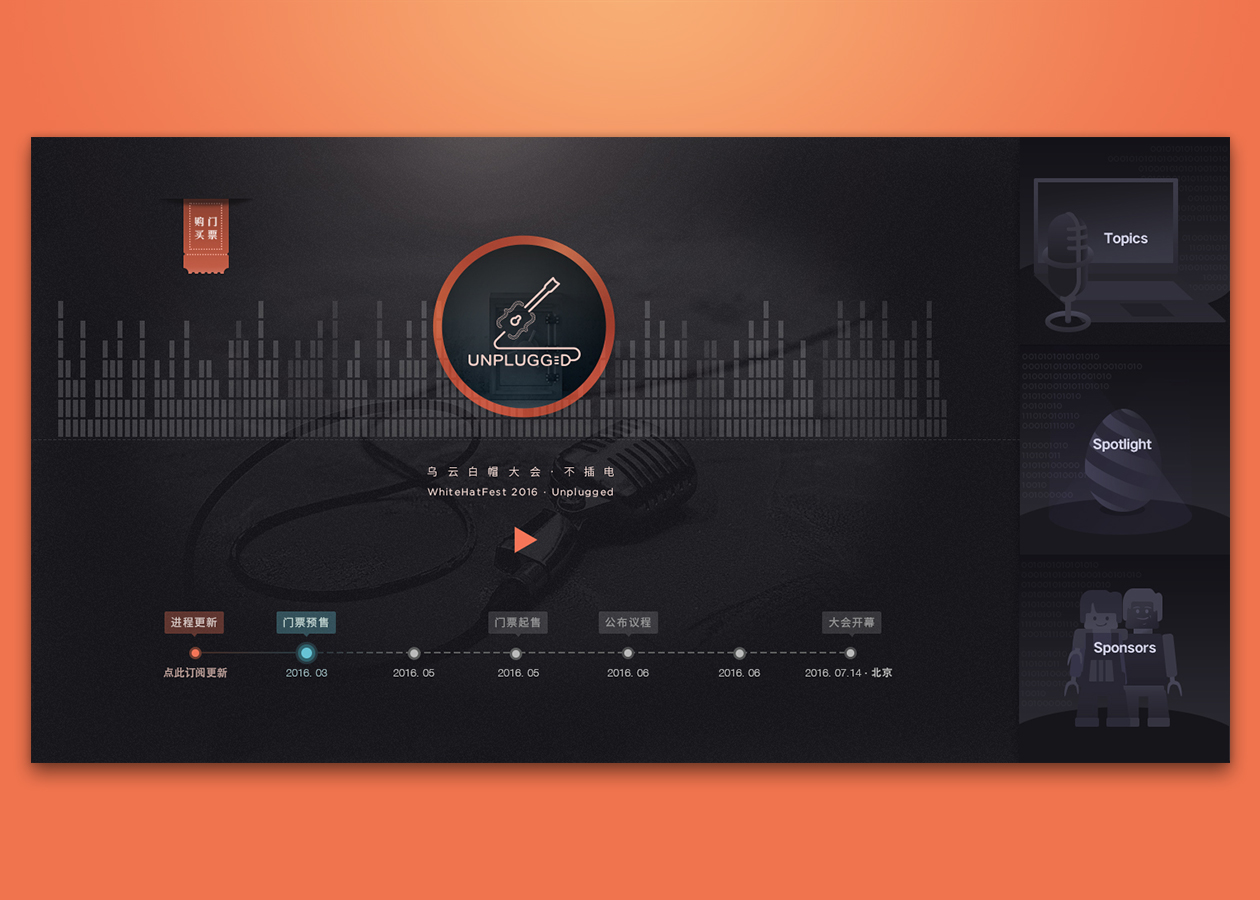 购 门
买 票
UNPLUGGED
乌 云 白 帽 大 会 · 不 插 电
WhiteHatFest 2016 · Unplugged
进程更新
门票预售
门票起售
公布议程
大会开幕
点此订阅更新
2016. 03
2016. 05
2016. 05
2016. 06
2016. 06
2016. 07.14 · 北京
Topics
Spotlight
Sponsors